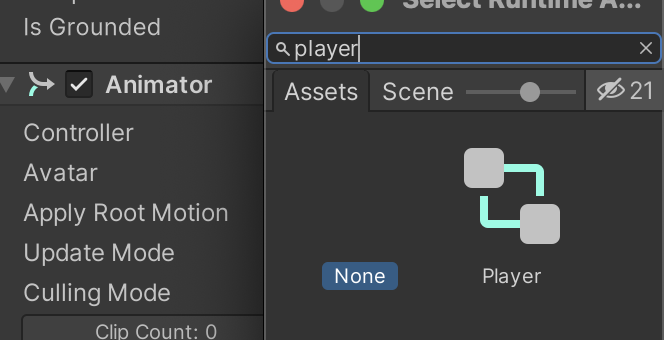 Is Grounded
Animator
Controller
Avatar
Apply Root Motion
Update Mode
Culling Mode
Clip Count: 0
Select Runtime A...
player
Assets
Scene
21
None
Player